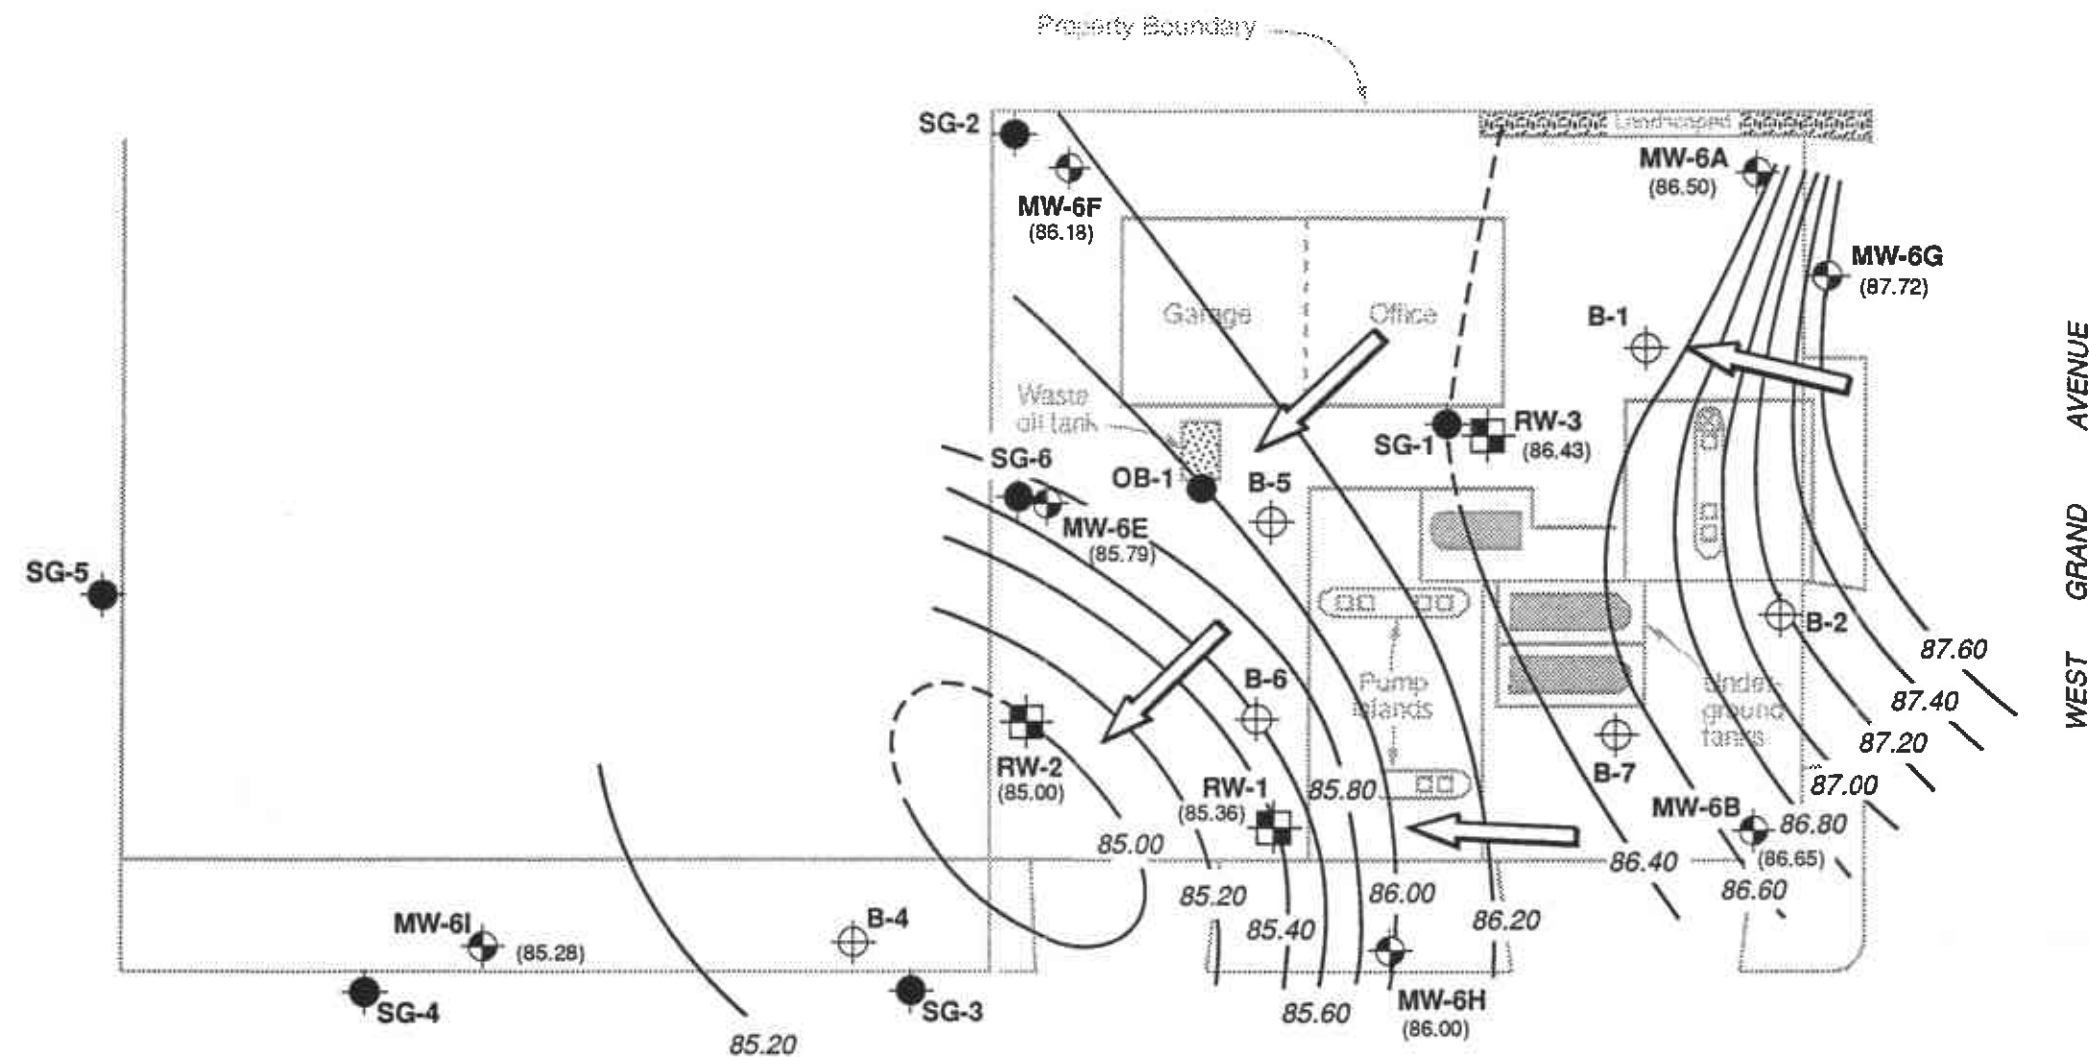 Property Boundary
Landscaped
SG-2
MW-6A
(86.50)
MW-6F
(86.18)
MW-6G
(87.72)
Garage
Office
B-1
Waste
oil tank
SG-6
OB-1
B-5
SG-1
RW-3
(86.43)
MW-6E
(85.79)
SG-5
B-2
87.60
B-6
Pump
islands
Under-
ground
tanks
87.40
87.20
RW-2
(85.00)
RW-1
(85.36)
85.80
B-7
87.00
MW-6B
(86.65)
86.80
85.00
86.40
86.60
85.20
86.00
86.20
85.40
MW-6I
(85.28)
B-4
SG-4
SG-3
MW-6H
(86.00)
85.60
85.20
WEST GRAND AVENUE